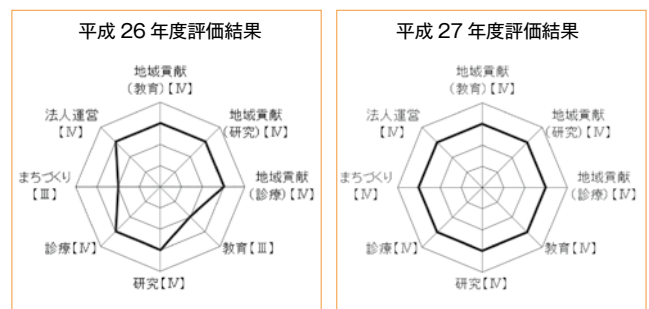 平成 26 年度評価結果
地域貢献
(教育)【Ⅳ】
法人運営
【Ⅳ】
地域貢献
(研究)【Ⅳ】
まちづくり
【Ⅲ】
地域貢献
(診療)【Ⅳ】
診療【Ⅳ】
教育【Ⅲ】
研究【Ⅳ】
平成 27 年度評価結果
地域貢献
(教育)【Ⅳ】
法人運営
【Ⅳ】
地域貢献
(研究)【Ⅳ】
まちづくり
【Ⅳ】
地域貢献
(診療)【Ⅳ】
診療【Ⅳ】
教育【Ⅳ】
研究【Ⅳ】